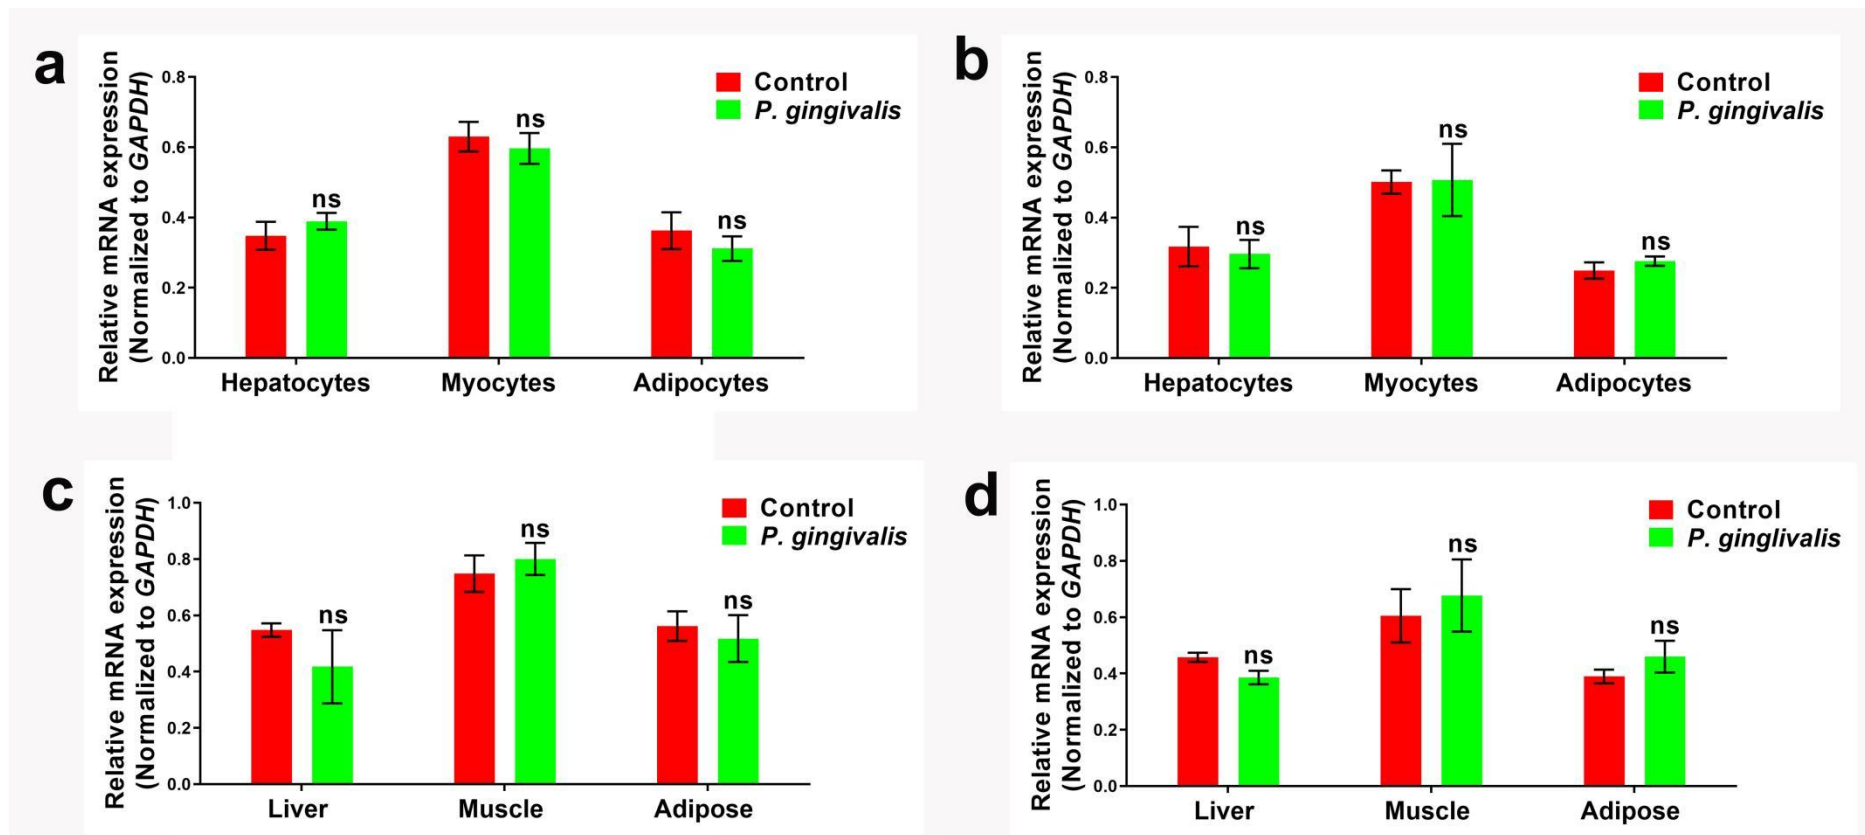 a
Relative mRNA expression
(Normalized to GAPDH)
0.8
0.6
0.4
0.2
0.0
Control
P. gingivalis
ns
ns
ns
Hepatocytes
Myocytes
Adipocytes
b
Relative mRNA expression
(Normalized to GAPDH)
0.8
0.6
0.4
0.2
0.0
Control
P. gingivalis
ns
ns
ns
Hepatocytes
Myocytes
Adipocytes
c
Relative mRNA expression
(Normalized to GAPDH)
1.0
0.8
0.6
0.4
0.2
0.0
Control
P. gingivalis
ns
ns
ns
Liver
Muscle
Adipose
d
Relative mRNA expression
(Normalized to GAPDH)
1.0
0.8
0.6
0.4
0.2
0.0
Control
P. ginglivalis
ns
ns
ns
Liver
Muscle
Adipose